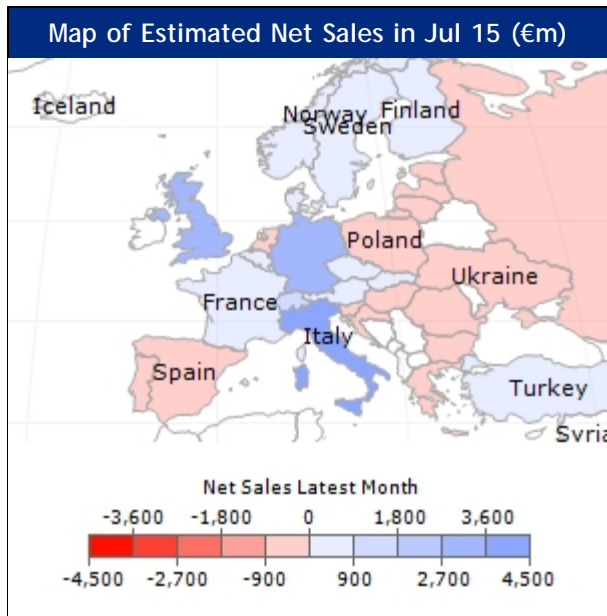 Map of Estimated Net Sales in Jul 15 (€m)
Iceland
Norway
Finland
Sweden
Poland
Ukraine
France
Italy
Spain
Turkey
Syria
Net Sales Latest Month
-3,600 -1,800 0 1,800 3,600
-4,500 -2,700 -900 900 2,700 4,500